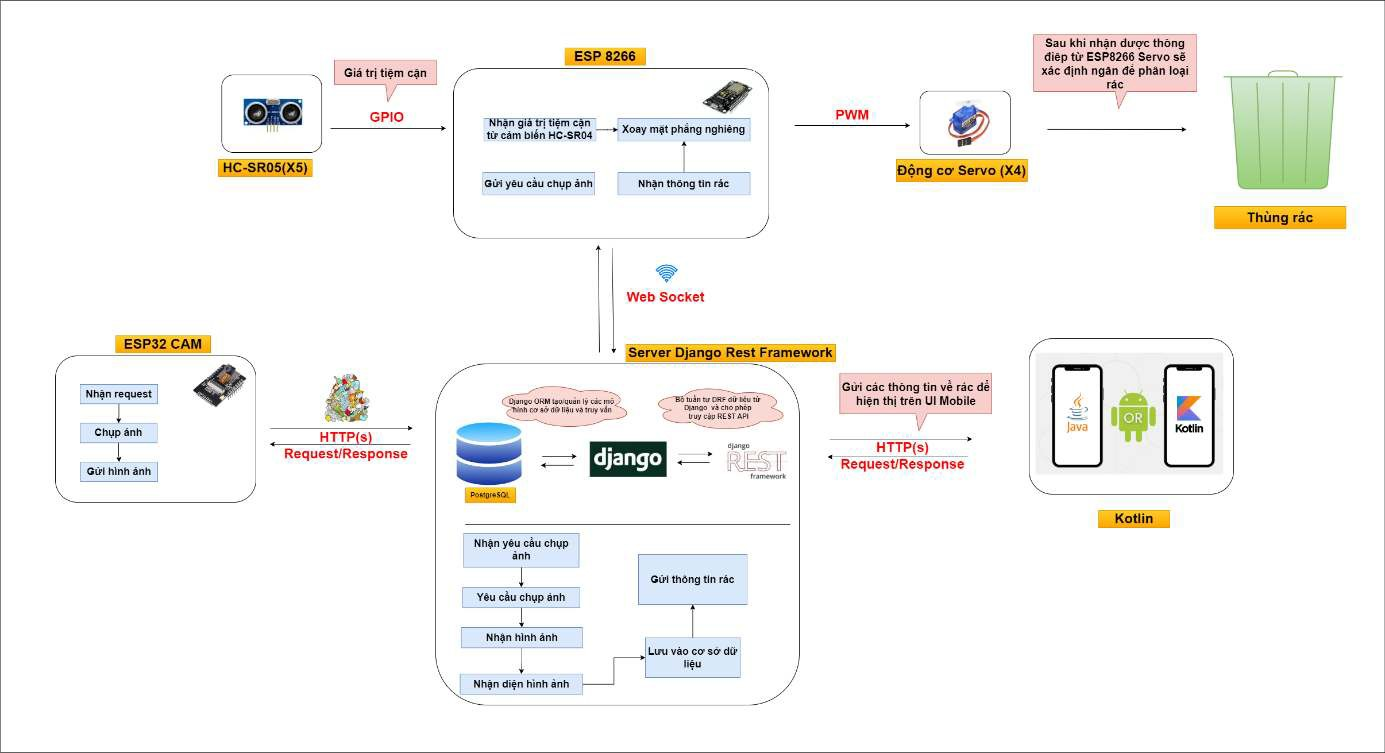 ESP 8266
Giá trị tiệm cận
GPIO
HC-SR05(X5)
Nhận giá trị tiệm cận
từ cảm biến HC-SR04
Xoay mặt phẳng nghiêng
Gửi yêu cầu chụp ảnh
Nhận thông tin rác
PWM
Động cơ Servo (X4)
Sau khi nhận được thông
điêp từ ESP8266 Servo sẽ
xác định ngăn để phân loại
rác
Thùng rác
Web Socket
ESP32 CAM
Nhận request
Chụp ảnh
Gửi hình ảnh
HTTP(s)
Request/Response
Server Django Rest Framework
Django ORM tạo/quản lý các mô
hình cơ sở dữ liệu và truy vấn
Bộ tuần tự DRF dữ liệu từ
Django và cho phép
truy cập REST API
PostgreSQL
django
django
REST
framework
Nhận yêu cầu chụp
ảnh
Yêu cầu chụp ảnh
Nhận hình ảnh
Nhận diện hình ảnh
Gửi thông tin rác
Lưu vào cơ sở dữ
liệu
Gửi các thông tin về rác để
hiện thị trên UI Mobile
HTTP(s)
Request/Response
Java
OR
Kotlin
Kotlin